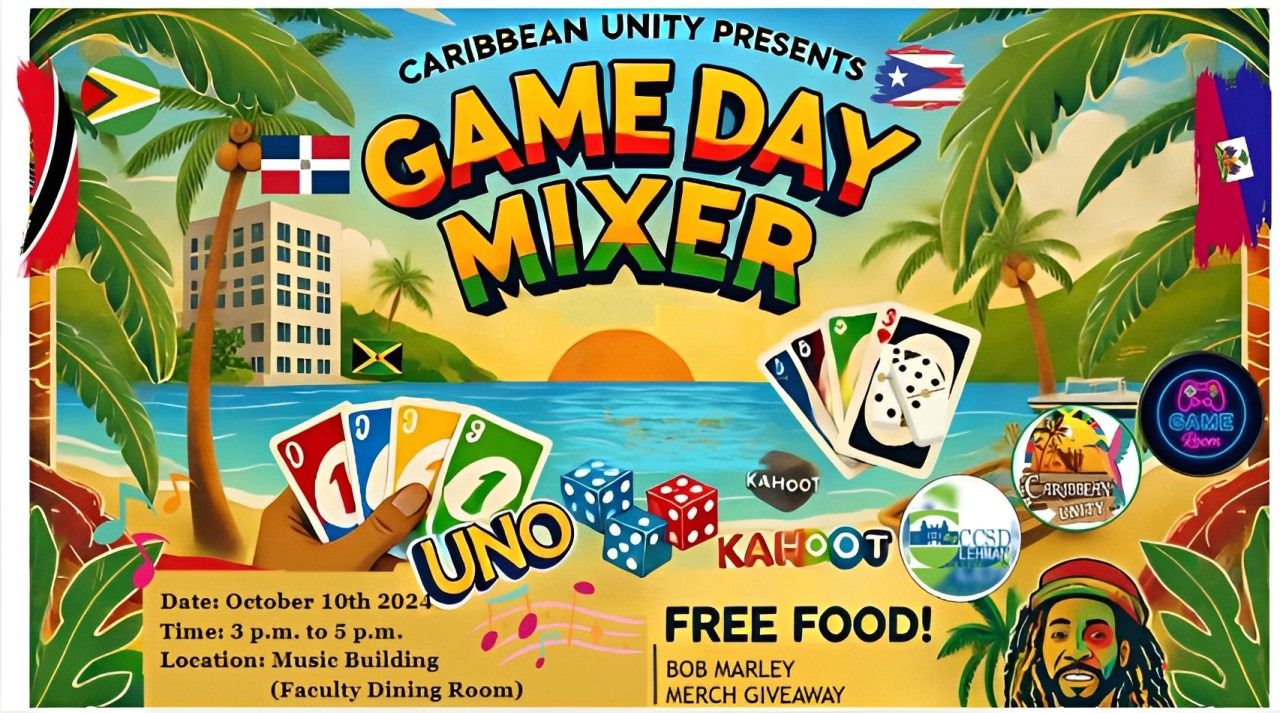 CARIBBEAN UNITY PRESENTS
GAME DAY
MIXER
UNO
KAHOOT
KAHOOT
GAME
Room
CARIBBEAN
UNITY
CCSD
LEHMAN
Date: October 10th 2024
Time: 3 p.m. to 5 p.m.
Location: Music Building
(Faculty Dining Room)
FREE FOOD!
BOB MARLEY
MERCH GIVEAWAY